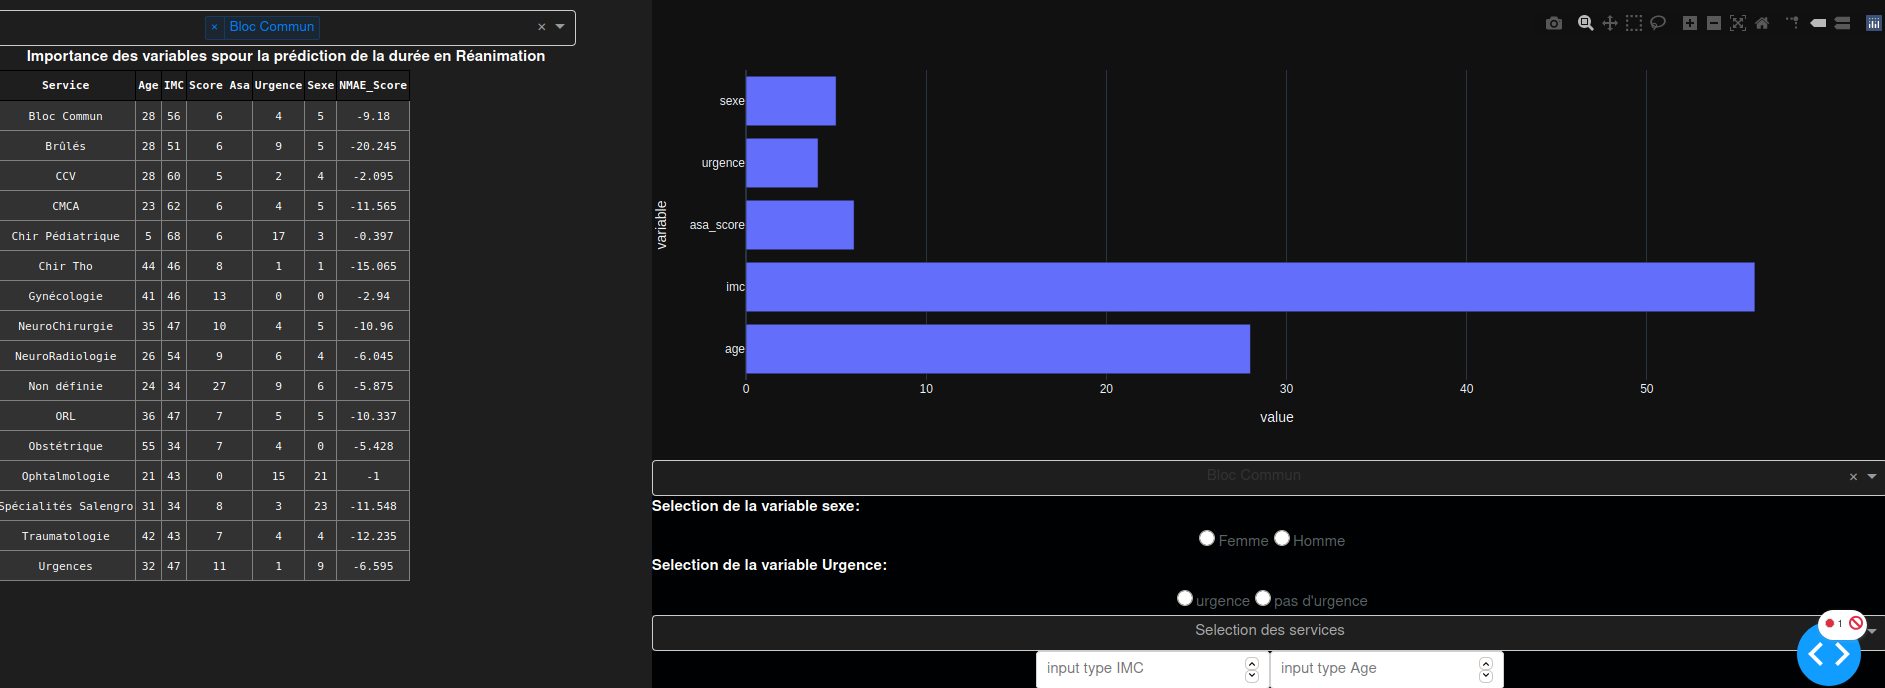 × Bloc Commun ×
Importance des variables spour la prédiction de la durée en Réanimation
Service Age IMC Score Asa Urgence Sexe NMAE_Score
Bloc Commun 28 56 6 4 5 -9.18
Brûlés 28 51 6 9 5 -20.245
CCV 28 60 5 2 4 -2.095
CMCA 23 62 6 4 5 -11.565
Chir Pédiatrique 5 68 6 17 3 -0.397
Chir Tho 44 46 8 1 1 -15.065
Gynécologie 41 46 13 0 0 -2.94
NeuroChirurgie 35 47 10 4 5 -10.96
NeuroRadiologie 26 54 9 6 4 -6.045
Non définie 24 34 27 9 6 -5.875
ORL 36 47 7 5 5 -10.337
Obstétrique 55 34 7 4 0 -5.428
Ophtalmologie 21 43 0 15 21 -1
Spécialités Salengro 31 34 8 3 23 -11.548
Traumatologie 42 43 7 4 4 -12.235
Urgences 32 47 11 1 9 -6.595
variable
sexe
urgence
asa_score
imc
age
0 10 20 30 40 50
value
Bloc Commun ×
Selection de la variable sexe:
Femme Homme
Selection de la variable Urgence:
urgence pas d'urgence
Selection des services
1
input type IMC input type Age